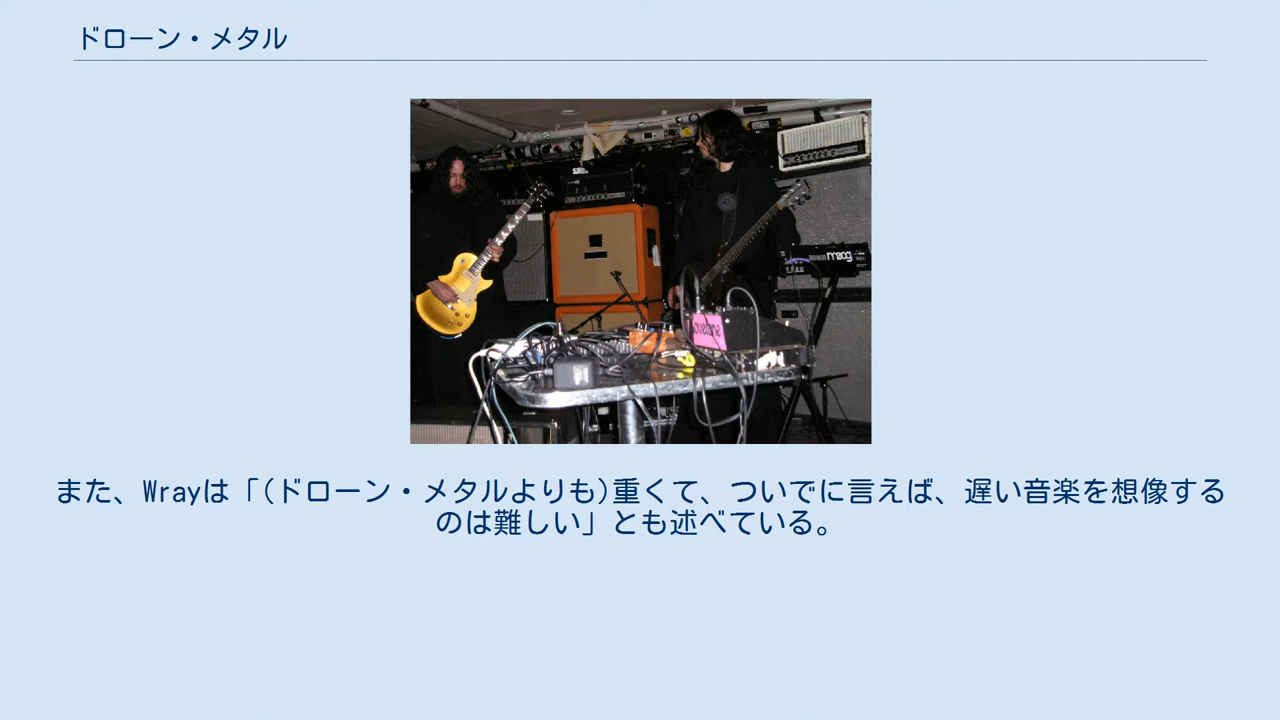 ドローン・メタル
moog
また、Wrayは「(ドローン・メタルよりも)重くて、ついでに言えば、遅い音楽を想像する
のは難しい」とも述べている。